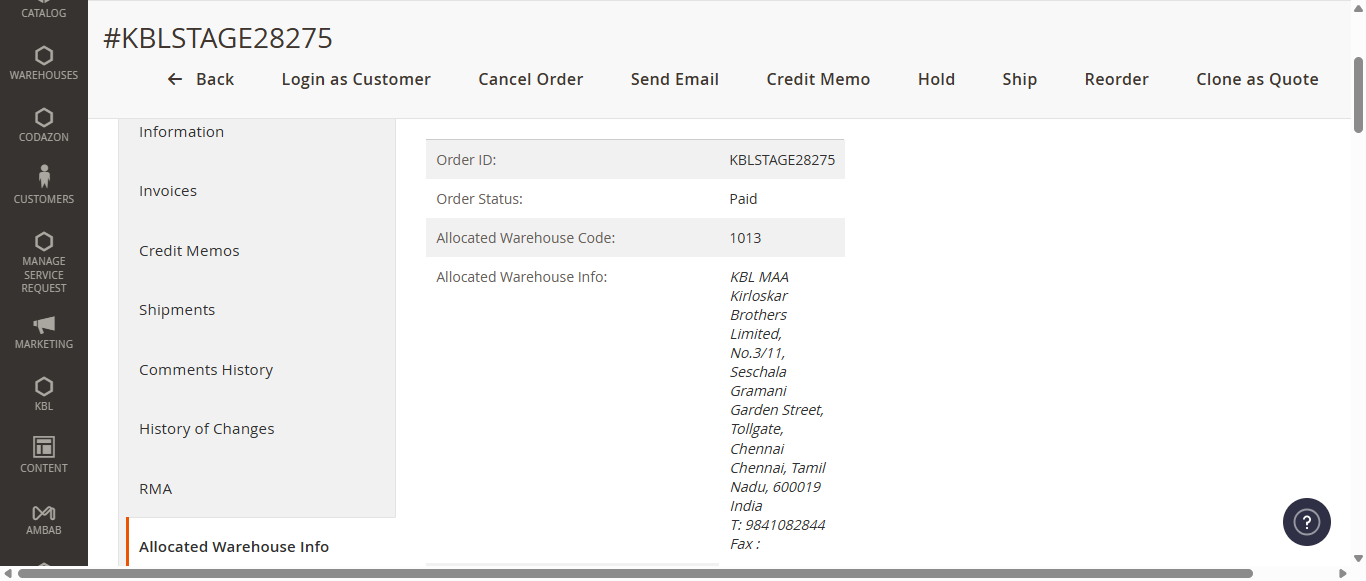 CATALOG
WAREHOUSES
CODAZON
CUSTOMERS
MANAGE
SERVICE
REQUEST
MARKETING
KBL
CONTENT
AMBAB
#KBLSTAGE28275
Back Login as Customer Cancel Order Send Email Credit Memo Hold Ship Reorder Clone as Quote
Information
Invoices
Credit Memos
Shipments
Comments History
History of Changes
RMA
Allocated Warehouse Info
Order ID: KBLSTAGE28275
Order Status: Paid
Allocated Warehouse Code: 1013
Allocated Warehouse Info: KBL MAA
Kirloskar
Brothers
Limited,
No.3/11,
Seschala
Gramani
Garden Street,
Tollgate,
Chennai
Chennai, Tamil
Nadu, 600019
India
T: 9841082844
Fax :
?